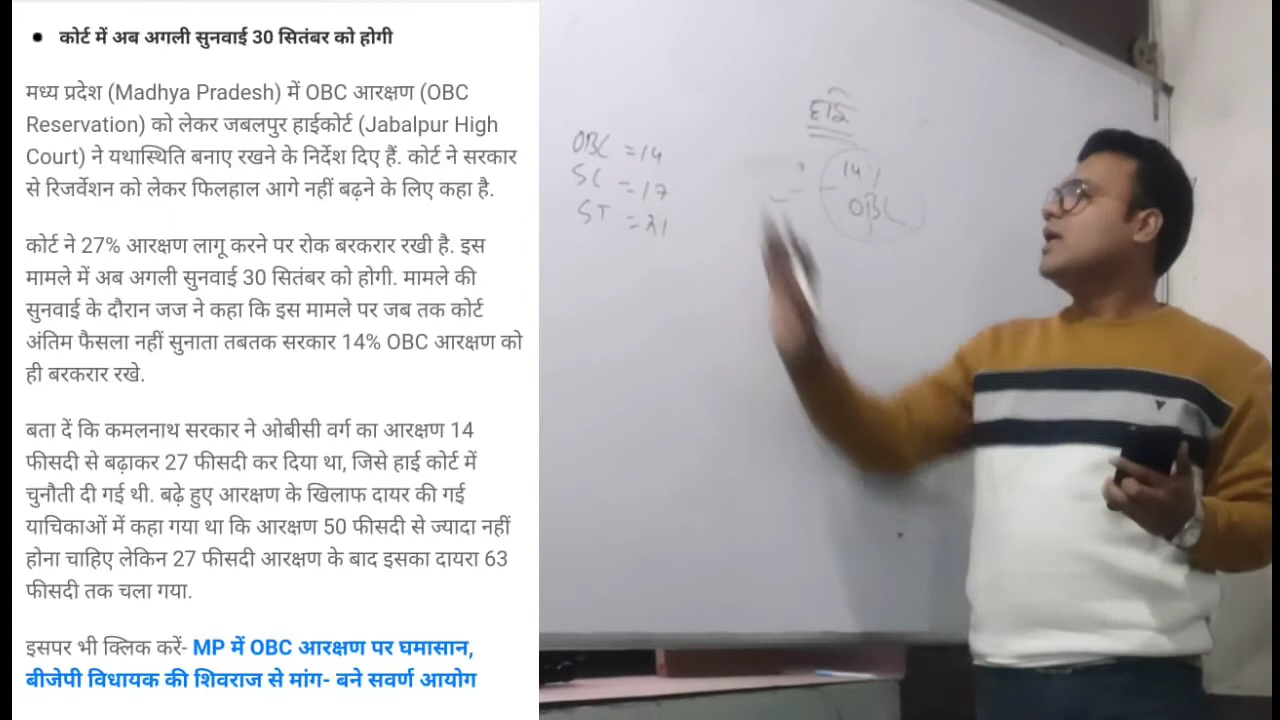 ● कोर्ट में अब अगली सुनवाई 30 सितंबर को होगी
मध्य प्रदेश (Madhya Pradesh) में OBC आरक्षण (OBC
Reservation) को लेकर जबलपुर हाईकोर्ट (Jabalpur High
Court) ने यथास्थिति बनाए रखने के निर्देश दिए हैं. कोर्ट ने सरकार
से रिजर्वेशन को लेकर फिलहाल आगे नहीं बढ़ने के लिए कहा है.
कोर्ट ने 27% आरक्षण लागू करने पर रोक बरकरार रखी है. इस
मामले में अब अगली सुनवाई 30 सितंबर को होगी. मामले की
सुनवाई के दौरान जज ने कहा कि इस मामले पर जब तक कोर्ट
अंतिम फैसला नहीं सुनाता तबतक सरकार 14% OBC आरक्षण को
ही बरकरार रखे.
बता दें कि कमलनाथ सरकार ने ओबीसी वर्ग का आरक्षण 14
फीसदी से बढ़ाकर 27 फीसदी कर दिया था, जिसे हाई कोर्ट में
चुनौती दी गई थी. बढ़े हुए आरक्षण के खिलाफ दायर की गई
याचिकाओं में कहा गया था कि आरक्षण 50 फीसदी से ज्यादा नहीं
होना चाहिए लेकिन 27 फीसदी आरक्षण के बाद इसका दायरा 63
फीसदी तक चला गया.
इसपर भी क्लिक करें- MP में OBC आरक्षण पर घमासान,
बीजेपी विधायक की शिवराज से मांग- बने सवर्ण आयोग
OBC = 14
SC = 17
ST
14%
OBC